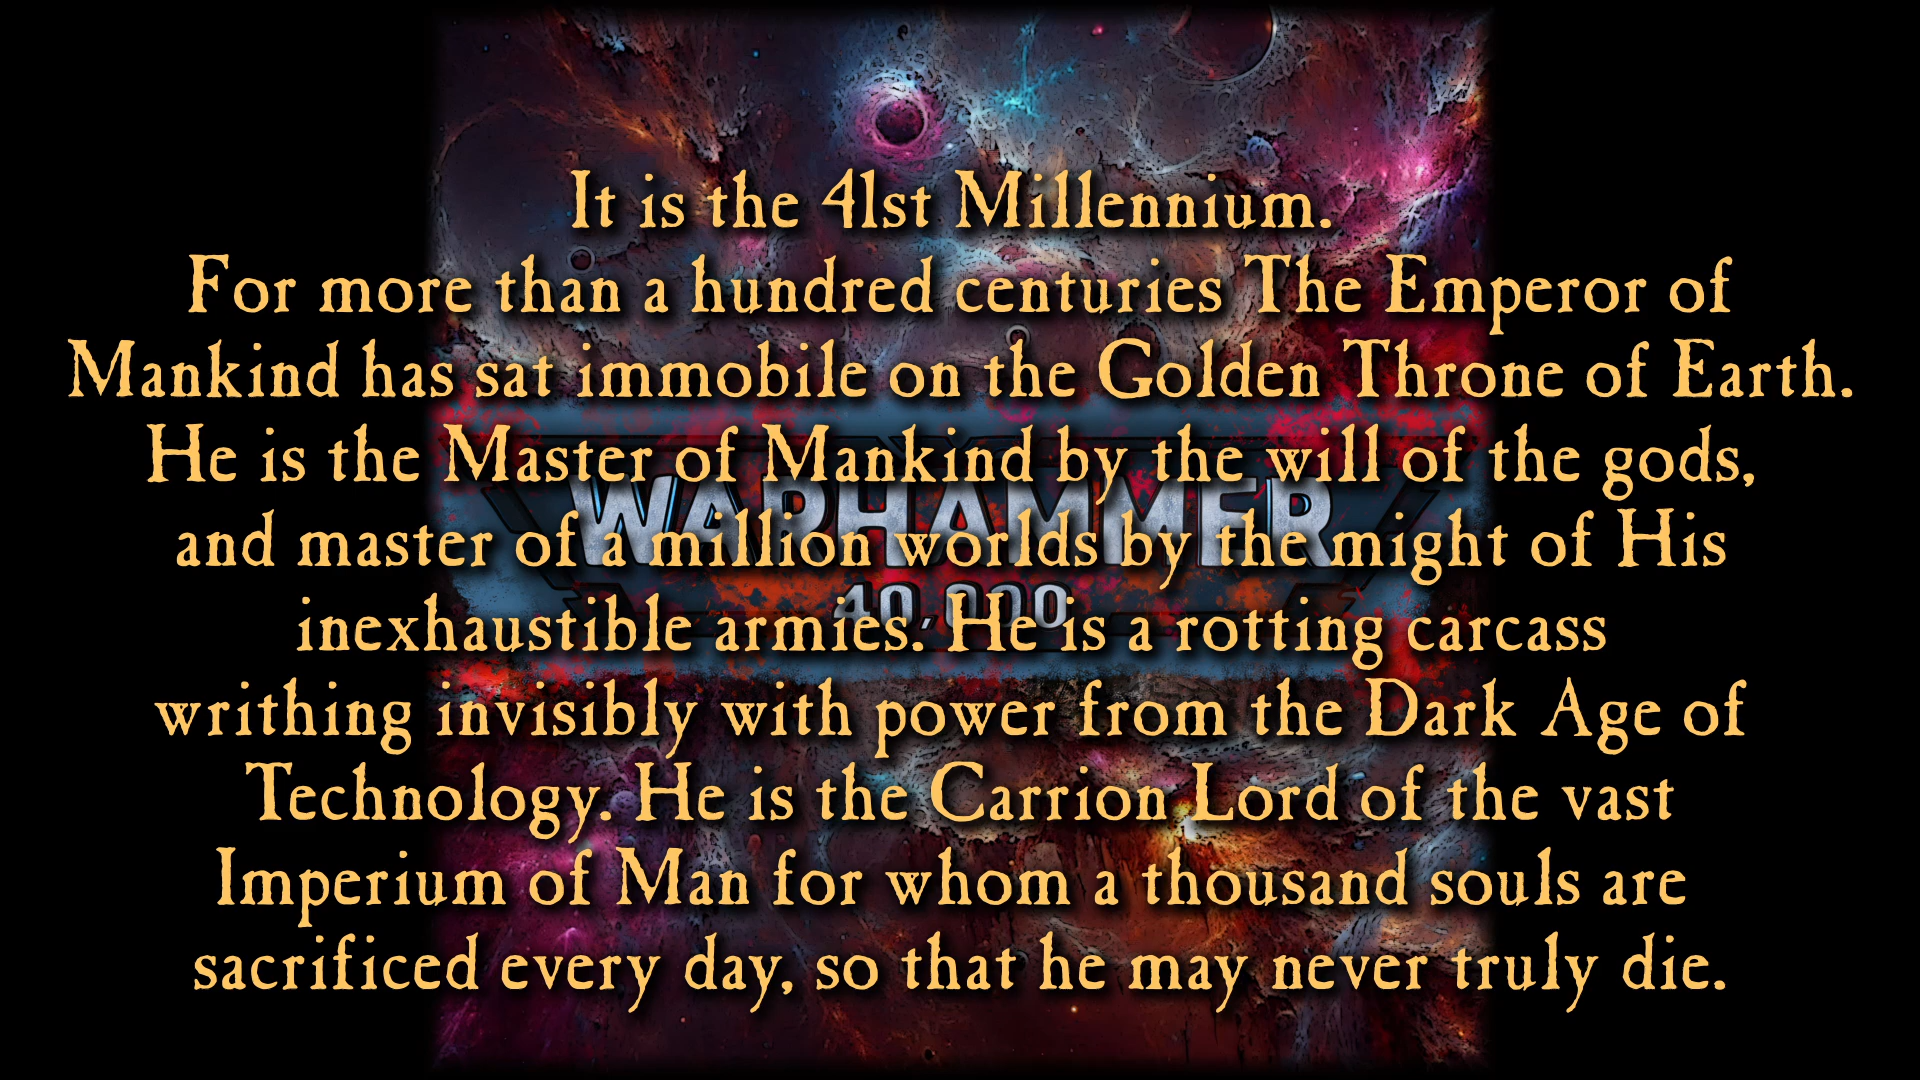 It is the 41st Millennium.
For more than a hundred centuries The Emperor of
Mankind has sat immobile on the Golden Throne of Earth.
He is the Master of Mankind by the will of the gods,
WARHAMMER
and master of a million worlds by the might of His
40,000
inexhaustible armies. He is a rotting carcass
writhing invisibly with power from the Dark Age of
Technology. He is the Carrion Lord of the vast
Imperium of Man for whom a thousand souls are
sacrificed every day, so that he may never truly die.